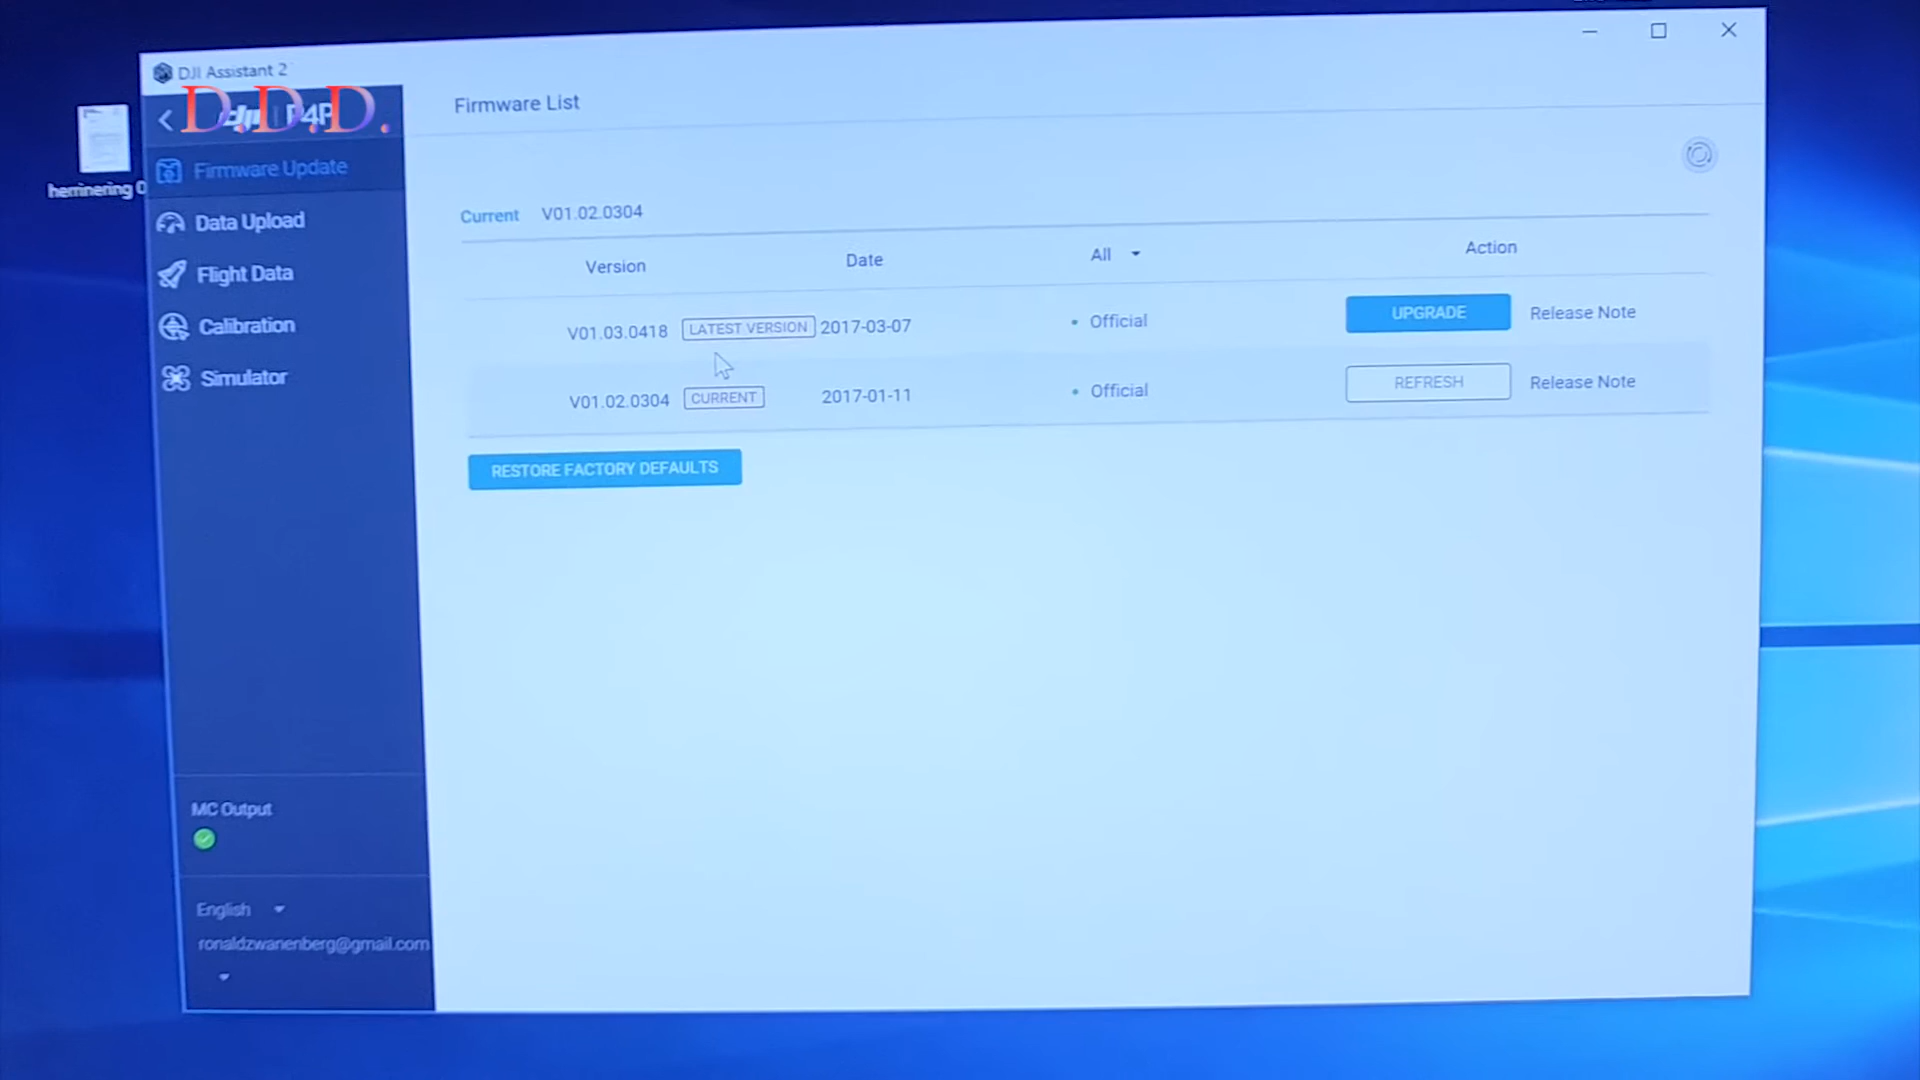 DJI Assistant 2
D.D.D.
dji P4P
Firmware List
herrinering 0
Firmware Update
Data Upload
Flight Data
Calibration
Simulator
Current V01.02.0304
Version Date All Action
V01.03.0418 LATEST VERSION 2017-03-07 • Official UPGRADE Release Note
V01.02.0304 CURRENT 2017-01-11 • Official REFRESH Release Note
RESTORE FACTORY DEFAULTS
MC Output
English
ronaldzwanenberg@gmail.com